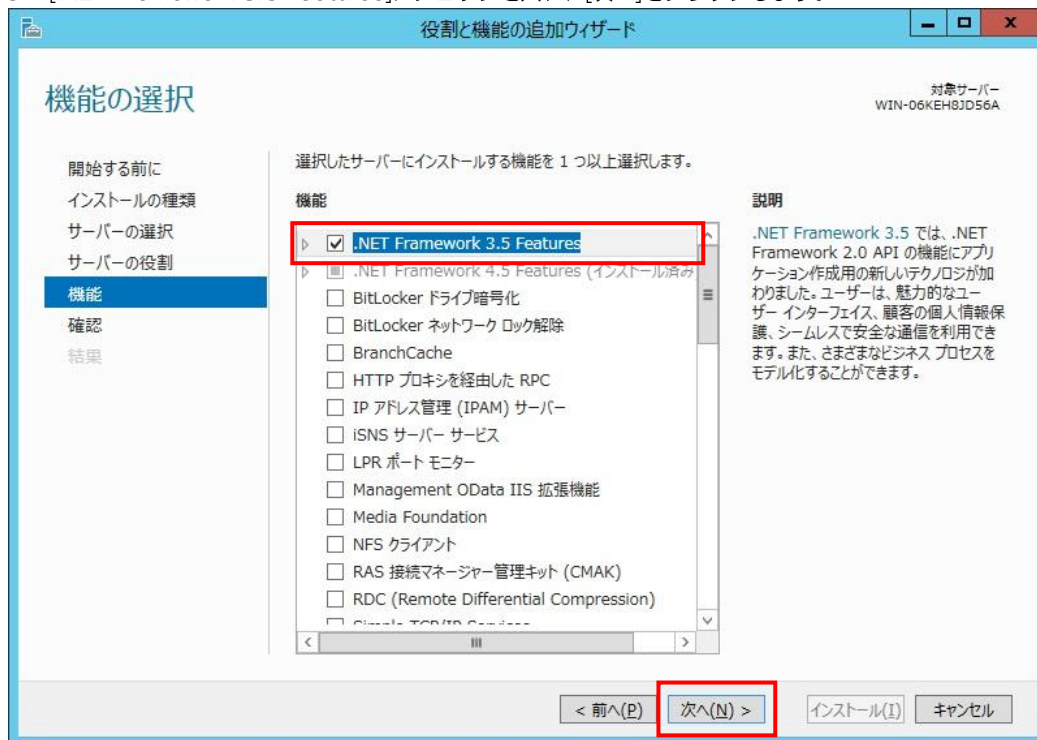 役割と機能の追加ウィザード
機能の選択
対象サーバー
WIN-06KEH8JD56A
開始する前に
インストールの種類
サーバーの選択
サーバーの役割
機能
確認
結果
選択したサーバーにインストールする機能を 1 つ以上選択します。
機能
.NET Framework 3.5 Features
.NET Framework 4.5 Features (インストール済み
BitLocker ドライブ暗号化
BitLocker ネットワーク ロック解除
BranchCache
HTTP プロキシを経由した RPC
IP アドレス管理 (IPAM) サーバー
iSNS サーバー サービス
LPR ポート モニター
Management OData IIS 拡張機能
Media Foundation
NFS クライアント
RAS 接続マネージャー管理キット (CMAK)
RDC (Remote Differential Compression)
Simple TCP/IP Services
説明
.NET Framework 3.5 では、.NET
Framework 2.0 API の機能にアプリ
ケーション作成用の新しいテクノロジが加
わりました。ユーザーは、魅力的なユー
ザー インターフェイス、顧客の個人情報保
護、シームレスで安全な通信を利用でき
ます。また、さまざまなビジネス プロセスを
モデル化することができます。
< 前へ(P)
次へ(N) >
インストール(I)
キャンセル